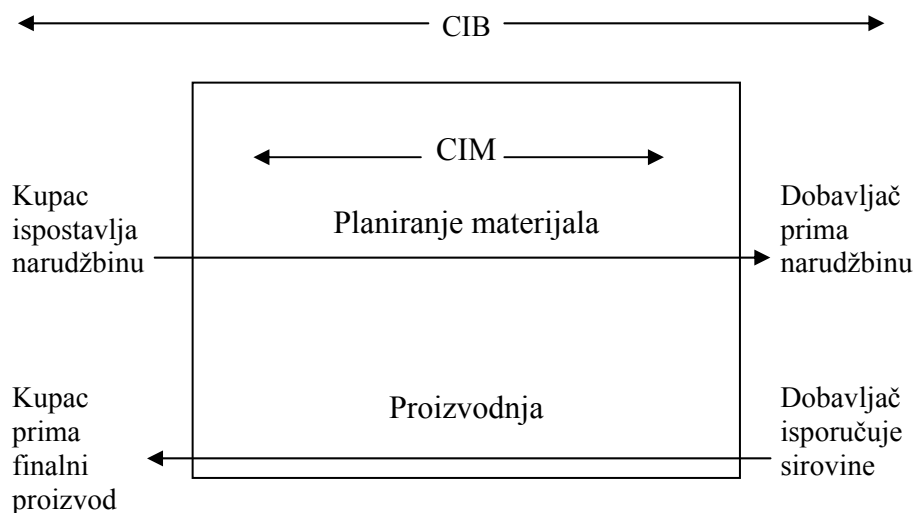 CIB
CIM
Kupac
ispostavlja
narudžbinu
Planiranje materijala
Dobavljač
prima
narudžbinu
Kupac
prima
finalni
proizvod
Proizvodnja
Dobavljač
isporučuje
sirovine